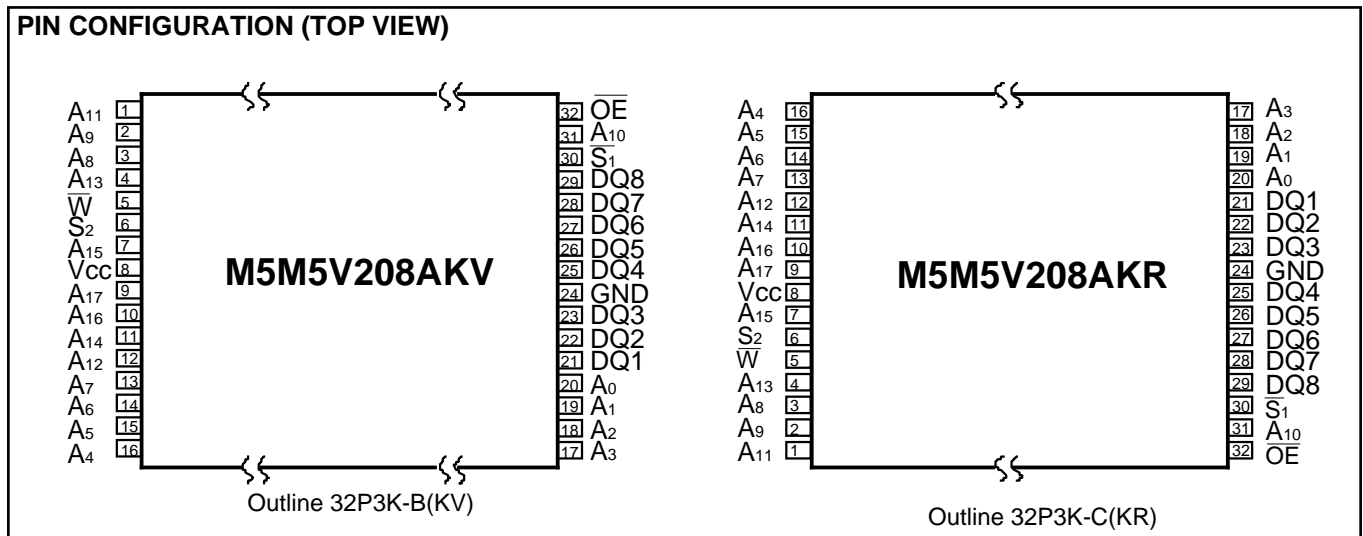 PIN CONFIGURATION (TOP VIEW)
A11 1
A9 2
A8 3
A13 4
W̅ 5
S2 6
A15 7
Vcc 8
A17 9
A16 10
A14 11
A12 12
A7 13
A6 14
A5 15
A4 16
M5M5V208AKV
32 O̅E̅
31 A10
30 S̅1
29 DQ8
28 DQ7
27 DQ6
26 DQ5
25 DQ4
24 GND
23 DQ3
22 DQ2
21 DQ1
20 A0
19 A1
18 A2
17 A3
Outline 32P3K-B(KV)
A4 16
A5 15
A6 14
A7 13
A12 12
A14 11
A16 10
A17 9
Vcc 8
A15 7
S2 6
W̅ 5
A13 4
A8 3
A9 2
A11 1
M5M5V208AKR
17 A3
18 A2
19 A1
20 A0
21 DQ1
22 DQ2
23 DQ3
24 GND
25 DQ4
26 DQ5
27 DQ6
28 DQ7
29 DQ8
30 S̅1
31 A10
32 O̅E̅
Outline 32P3K-C(KR)